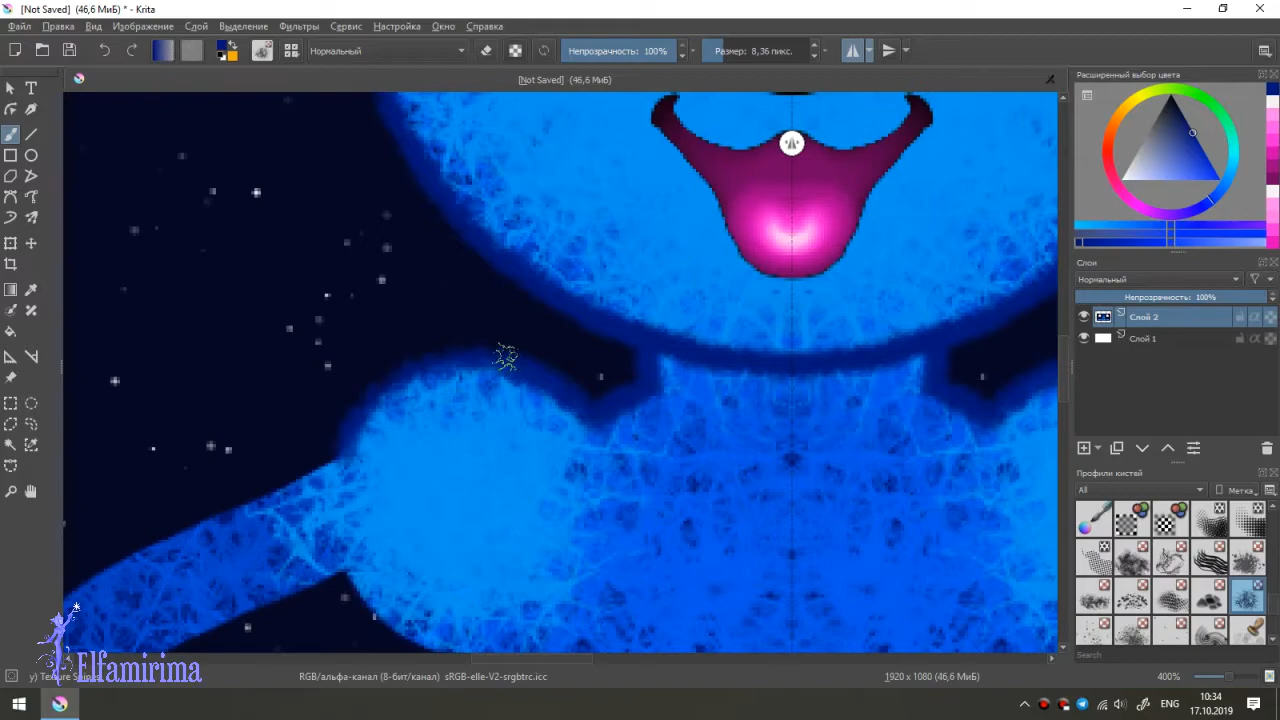 [Not Saved] (46,6 МиБ) * - Krita
Файл Правка Вид Изображение Слой Выделение Фильтры Сервис Настройка Окно Справка
Нормальный Непрозрачность: 100% Размер: 8,36 пикс.
[Not Saved] (46,6 МиБ)
Расширенный выбор цвета
Слои
Нормальный
Непрозрачность: 100%
Слой 2
Слой 1
Профили кистей
All Метка
Search
Elfamirima
y) Texture
RGB/альфа-канал (8-бит/канал) sRGB-elle-V2-srgbtrc.icc
1920 x 1080 (46,6 МиБ)
400%
ENG
10:34
17.10.2019